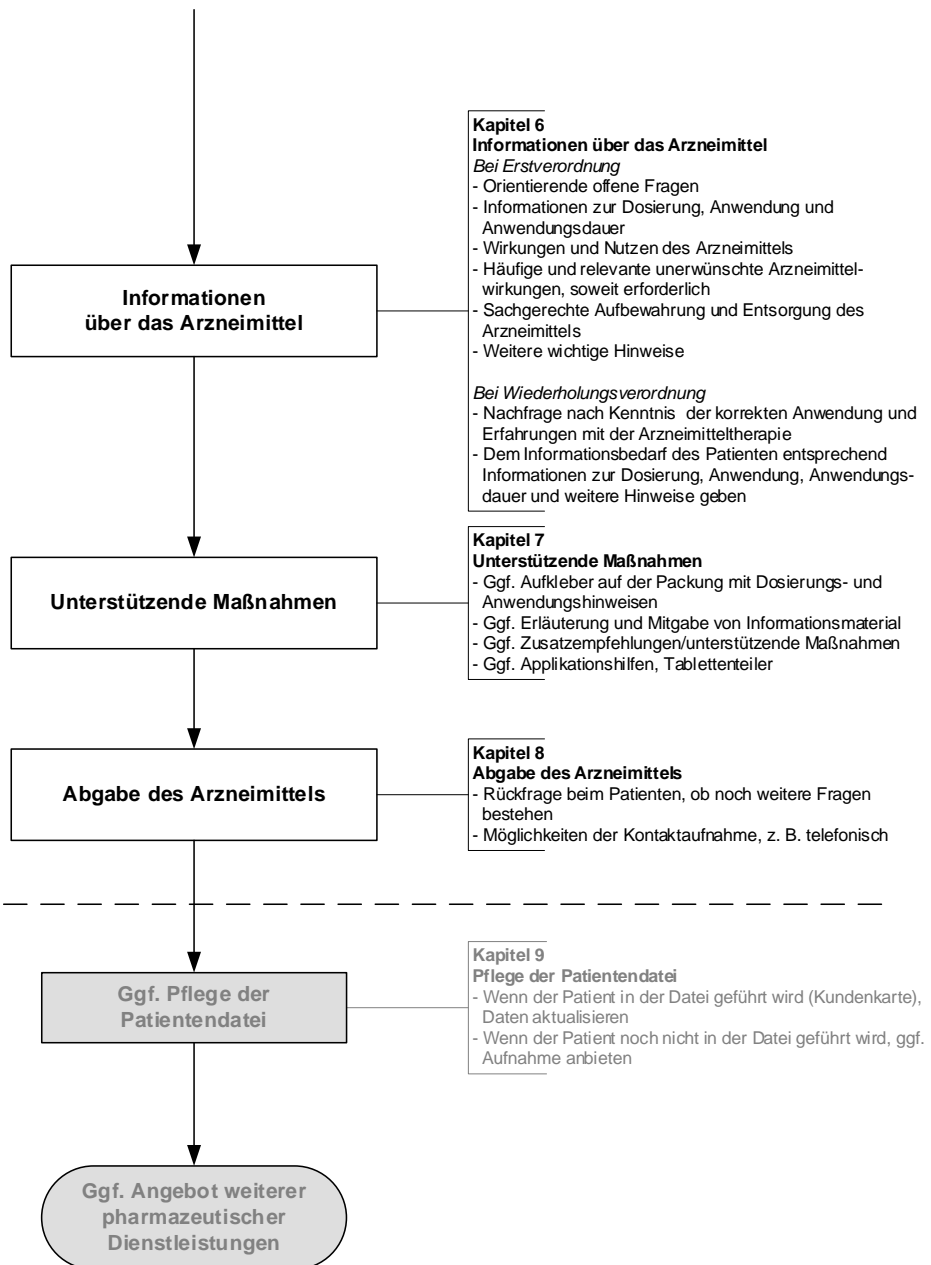 Kapitel 6
Informationen über das Arzneimittel
Bei Erstverordnung
- Orientierende offene Fragen
- Informationen zur Dosierung, Anwendung und
Anwendungsdauer
- Wirkungen und Nutzen des Arzneimittels
- Häufige und relevante unerwünschte Arzneimittel-
wirkungen, soweit erforderlich
- Sachgerechte Aufbewahrung und Entsorgung des
Arzneimittels
- Weitere wichtige Hinweise
Bei Wiederholungsverordnung
- Nachfrage nach Kenntnis der korrekten Anwendung und
Erfahrungen mit der Arzneimitteltherapie
- Dem Informationsbedarf des Patienten entsprechend
Informationen zur Dosierung, Anwendung, Anwendungs-
dauer und weitere Hinweise geben
Informationen
über das Arzneimittel
Kapitel 7
Unterstützende Maßnahmen
- Ggf. Aufkleber auf der Packung mit Dosierungs- und
Anwendungshinweisen
- Ggf. Erläuterung und Mitgabe von Informationsmaterial
- Ggf. Zusatzempfehlungen/unterstützende Maßnahmen
- Ggf. Applikationshilfen, Tablettenteiler
Unterstützende Maßnahmen
Kapitel 8
Abgabe des Arzneimittels
- Rückfrage beim Patienten, ob noch weitere Fragen
bestehen
- Möglichkeiten der Kontaktaufnahme, z. B. telefonisch
Abgabe des Arzneimittels
Kapitel 9
Pflege der Patientendatei
- Wenn der Patient in der Datei geführt wird (Kundenkarte),
Daten aktualisieren
- Wenn der Patient noch nicht in der Datei geführt wird, ggf.
Aufnahme anbieten
Ggf. Pflege der
Patientendatei
Ggf. Angebot weiterer
pharmazeutischer
Dienstleistungen